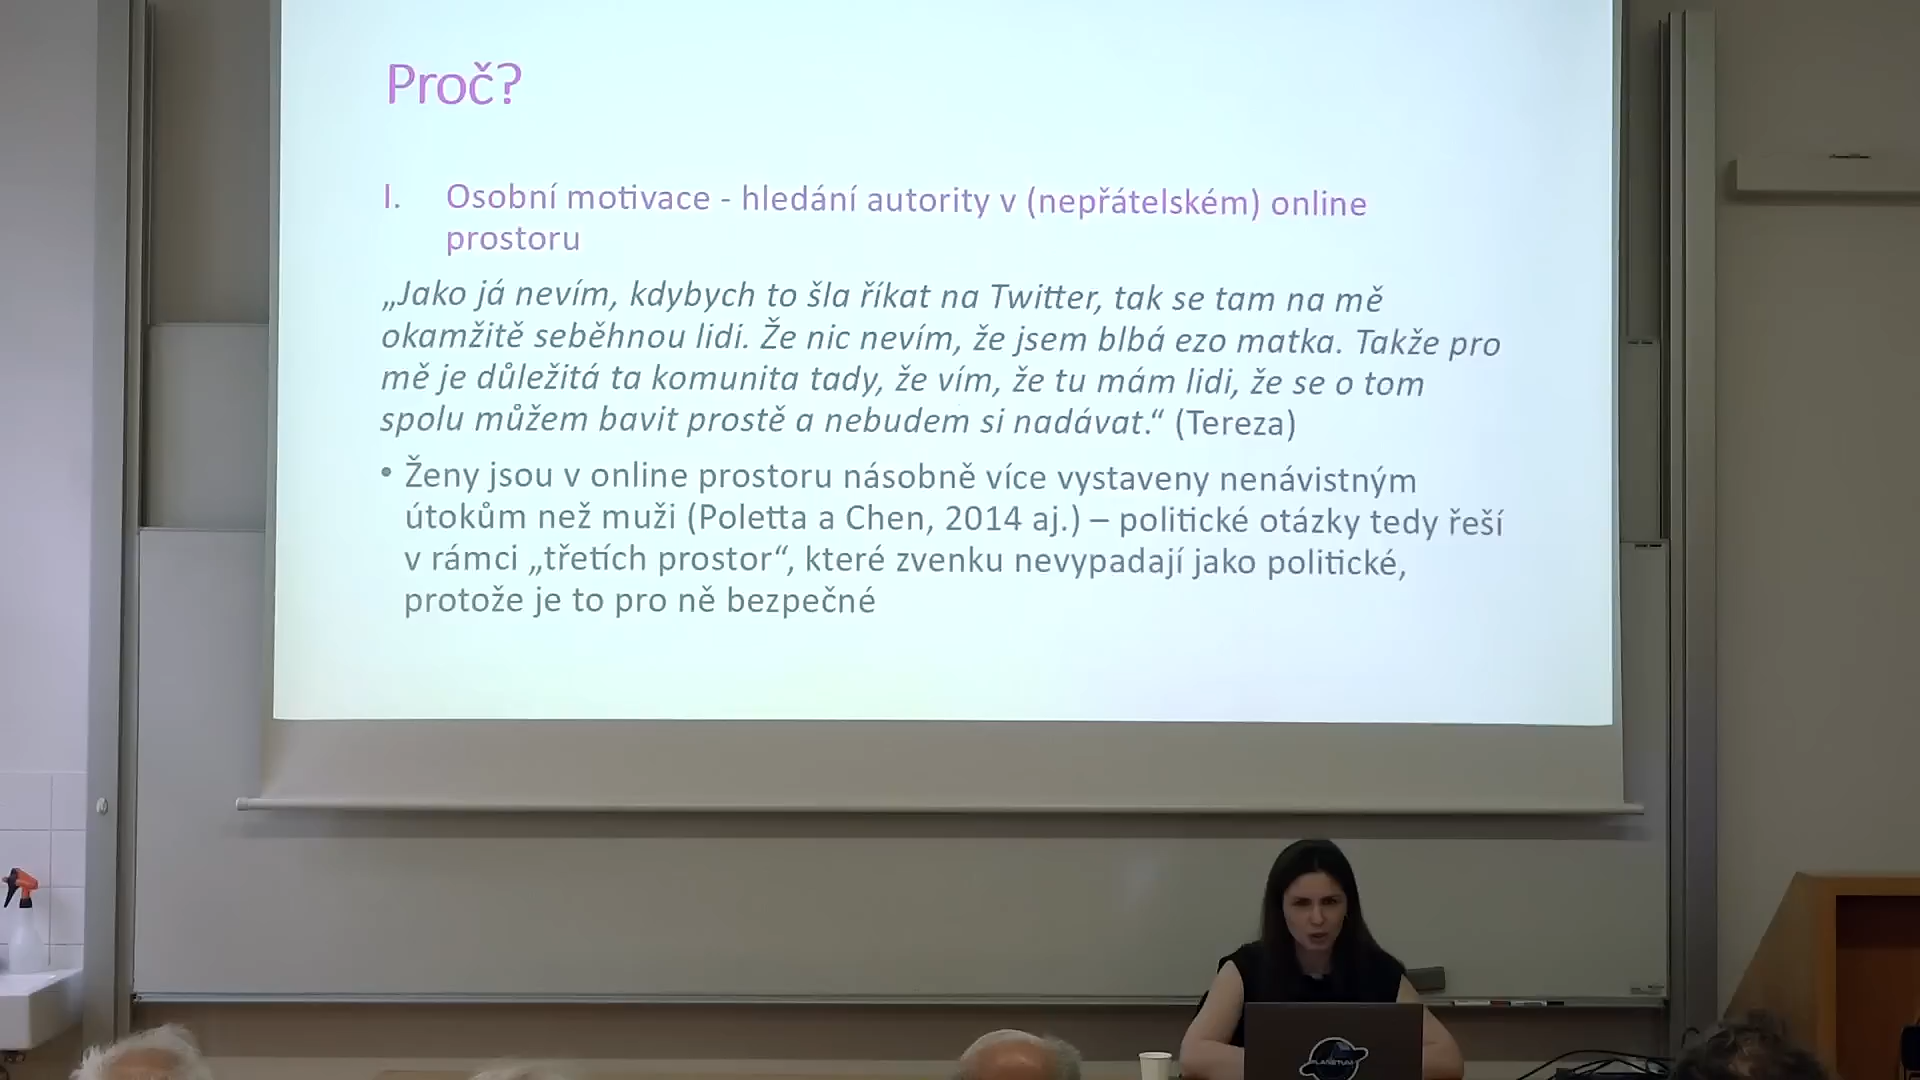 Proč?
I. Osobní motivace - hledání autority v (nepřátelském) online
prostoru
„Jako já nevím, kdybych to šla říkat na Twitter, tak se tam na mě
okamžitě seběhnou lidi. Že nic nevím, že jsem blbá ezo matka. Takže pro
mě je důležitá ta komunita tady, že vím, že tu mám lidi, že se o tom
spolu můžem bavit prostě a nebudem si nadávat.“ (Tereza)
• Ženy jsou v online prostoru násobně více vystaveny nenávistným
útokům než muži (Poletta a Chen, 2014 aj.) – politické otázky tedy řeší
v rámci „třetích prostor“, které zvenku nevypadají jako politické,
protože je to pro ně bezpečné
PLANETUM